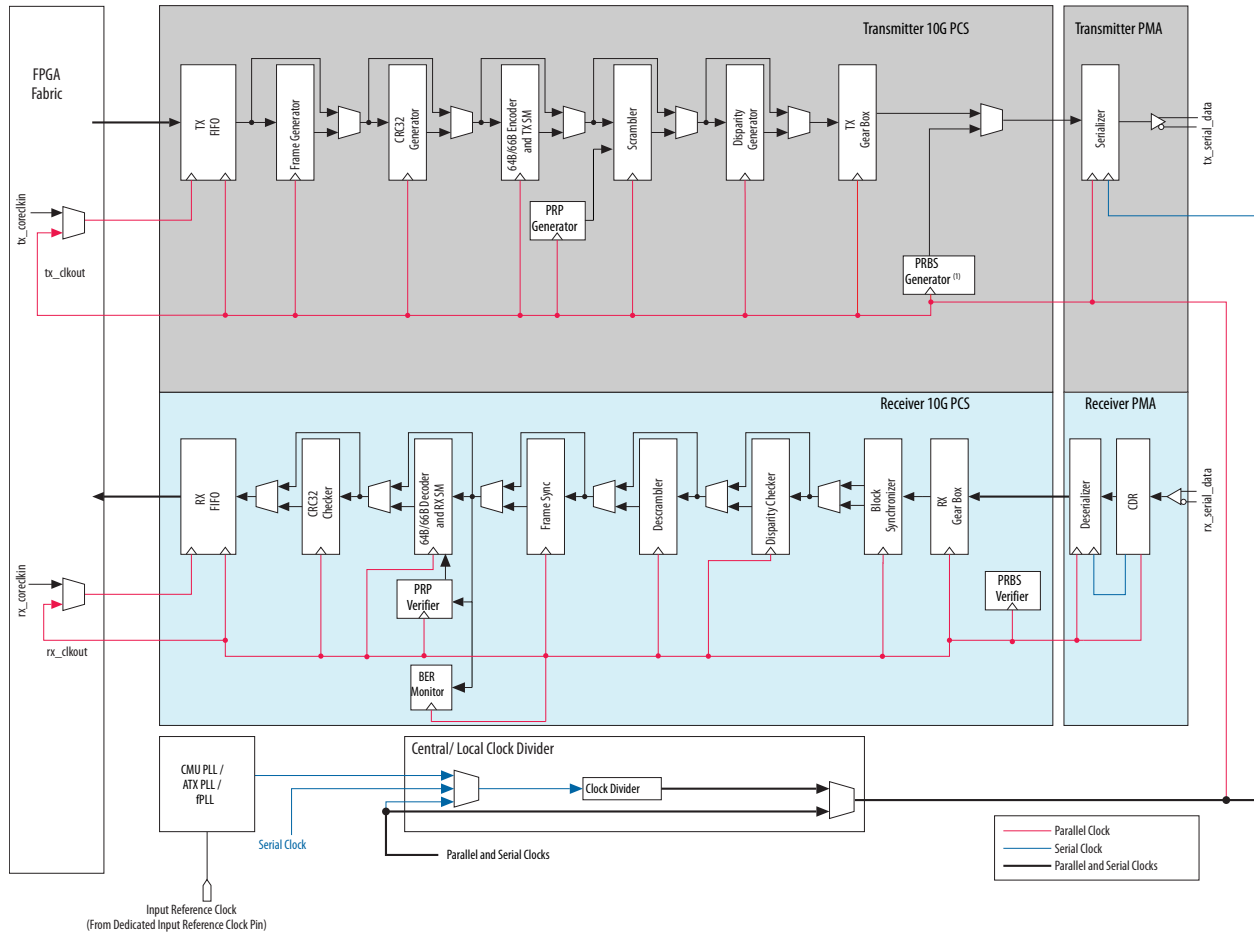 Transmitter 10G PCS
Transmitter PMA
FPGA
Fabric
TX
FIFO
Frame Generator
CRC32
Generator
64B/66B Encoder
and TX SM
Scrambler
Disparity
Generator
TX
Gear Box
Serializer
tx_serial_data
PRP
Generator
tx_coreclkin
tx_clkout
PRBS
Generator (1)
Receiver 10G PCS
Receiver PMA
RX
FIFO
CRC32
Checker
64B/66B Decoder
and RX SM
Frame Sync
Descrambler
Disparity Checker
Block
Synchronizer
RX
Gear Box
Deserializer
CDR
rx_serial_data
rx_coreclkin
PRP
Verifier
PRBS
Verifier
rx_clkout
BER
Monitor
Central/ Local Clock Divider
CMU PLL /
ATX PLL /
fPLL
Clock Divider
Serial Clock
Parallel and Serial Clocks
Parallel Clock
Serial Clock
Parallel and Serial Clocks
Input Reference Clock
(From Dedicated Input Reference Clock Pin)